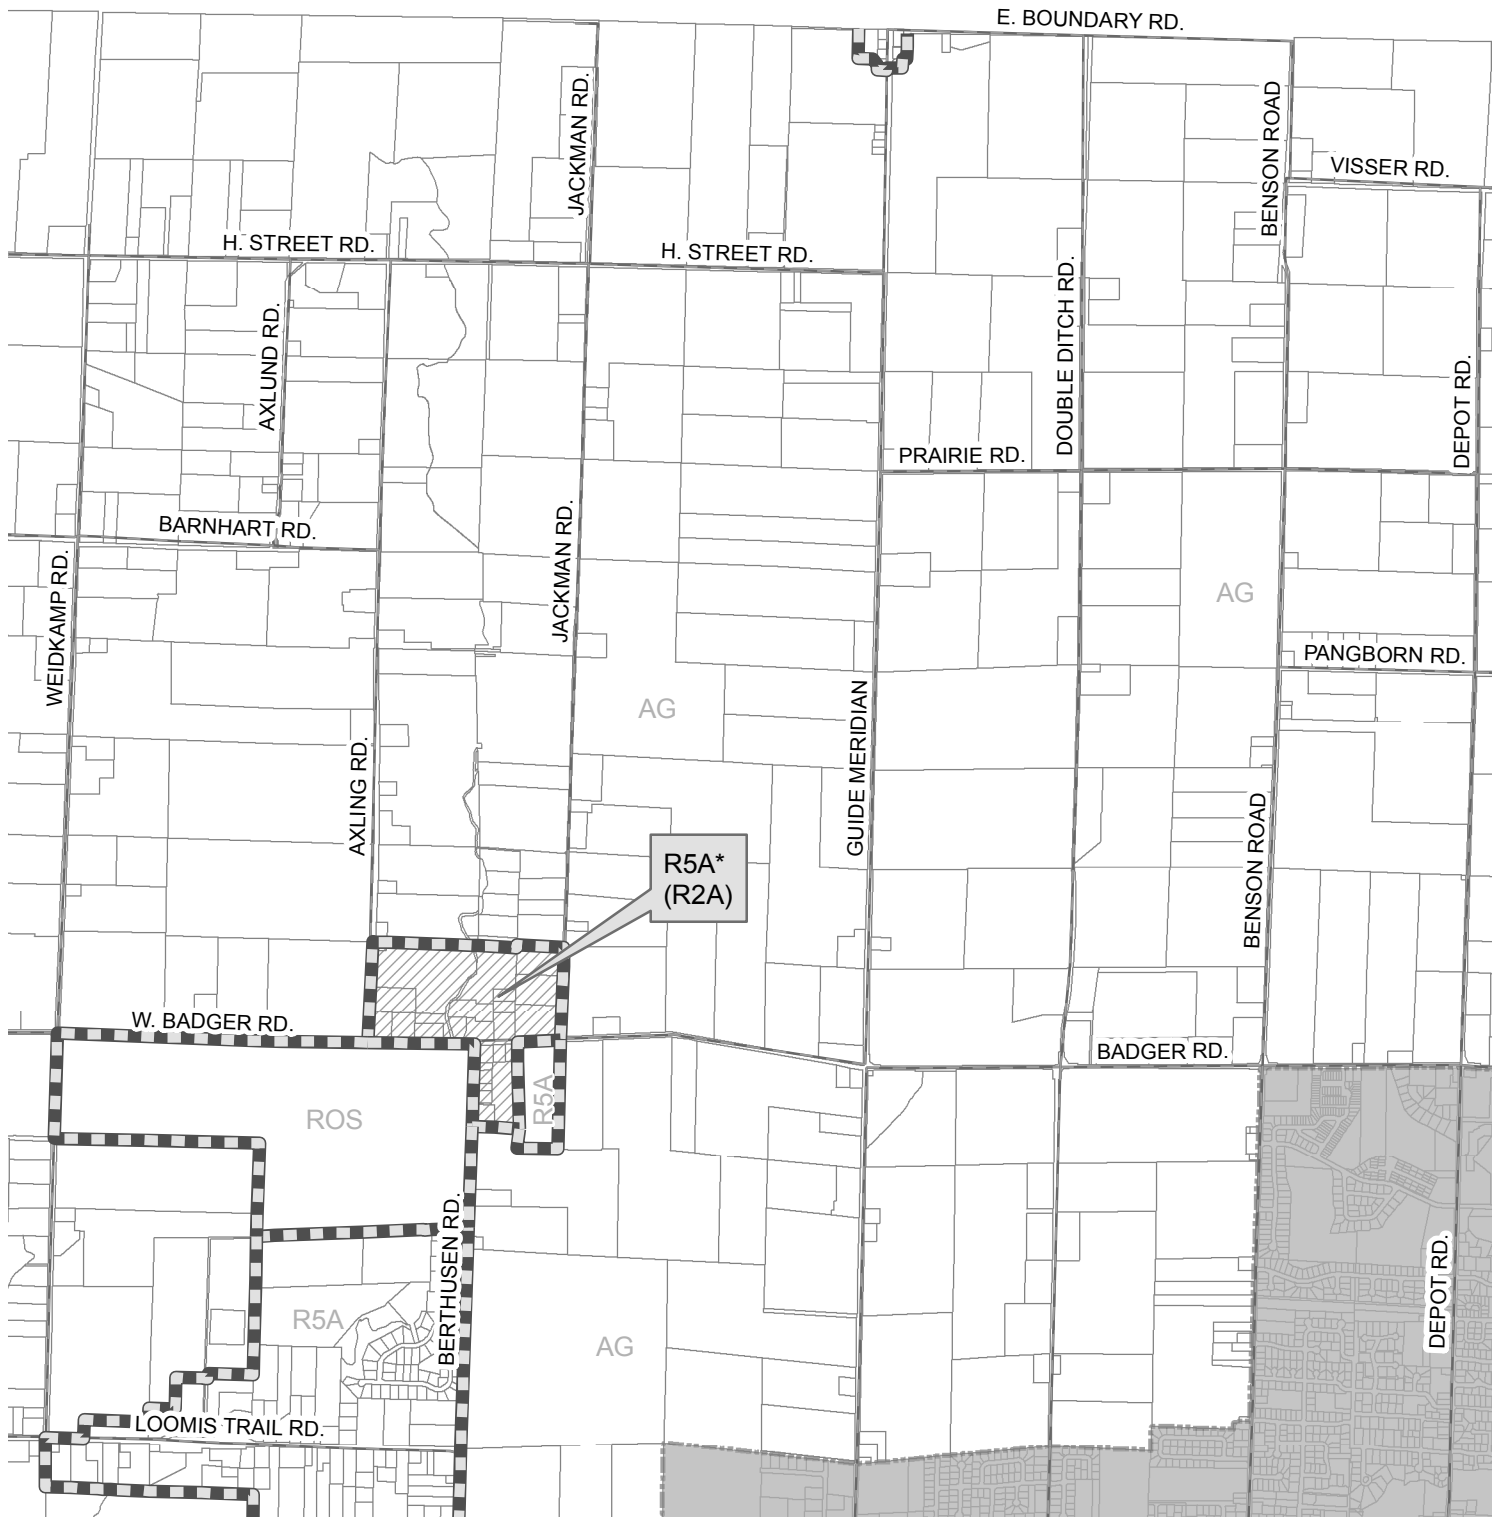 E. BOUNDARY RD.
JACKMAN RD.
BENSON ROAD
VISSER RD.
H. STREET RD.
H. STREET RD.
AXLUND RD.
DOUBLE DITCH RD.
DEPOT RD.
PRAIRIE RD.
BARNHART RD.
JACKMAN RD.
WEIDKAMP RD.
AG
PANGBORN RD.
AG
AXLING RD.
GUIDE MERIDIAN
BENSON ROAD
R5A*
(R2A)
W. BADGER RD.
BADGER RD.
R5A
ROS
BERTHUSEN RD.
DEPOT RD.
R5A
AG
LOOMIS TRAIL RD.